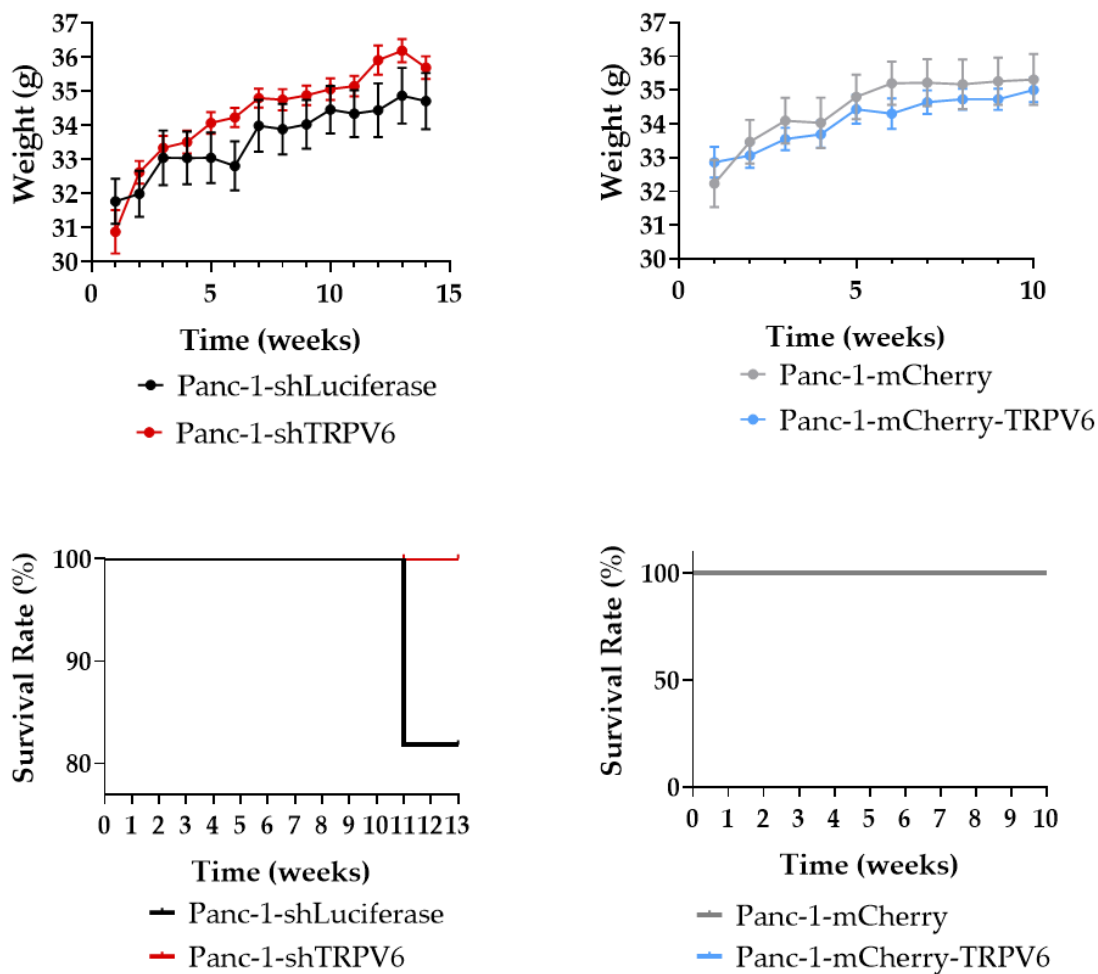 37
36
35
34
33
32
31
30
Weight (g)
0
5
10
15
Time (weeks)
Panc-1-shLuciferase
Panc-1-shTRPV6
37
36
35
34
33
32
31
30
Weight (g)
0
5
10
Time (weeks)
Panc-1-mCherry
Panc-1-mCherry-TRPV6
100
90
80
Survival Rate (%)
0 1 2 3 4 5 6 7 8 9 10 11 12 13
Time (weeks)
Panc-1-shLuciferase
Panc-1-shTRPV6
100
50
0
Survival Rate (%)
0 1 2 3 4 5 6 7 8 9 10
Time (weeks)
Panc-1-mCherry
Panc-1-mCherry-TRPV6